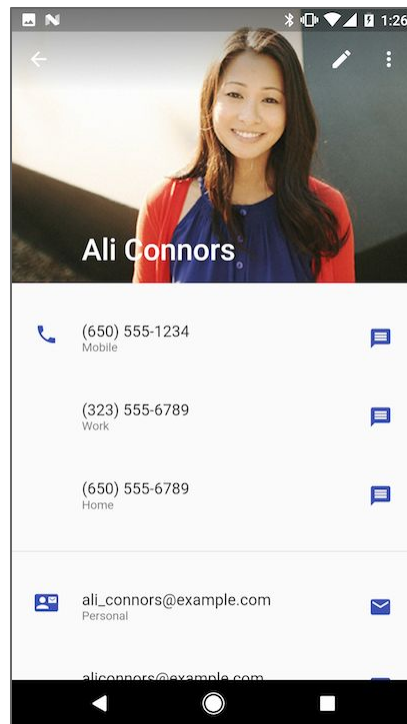 1:26
Ali Connors
(650) 555-1234
Mobile
(323) 555-6789
Work
(650) 555-6789
Home
ali_connors@example.com
Personal
aliconnors@example.com